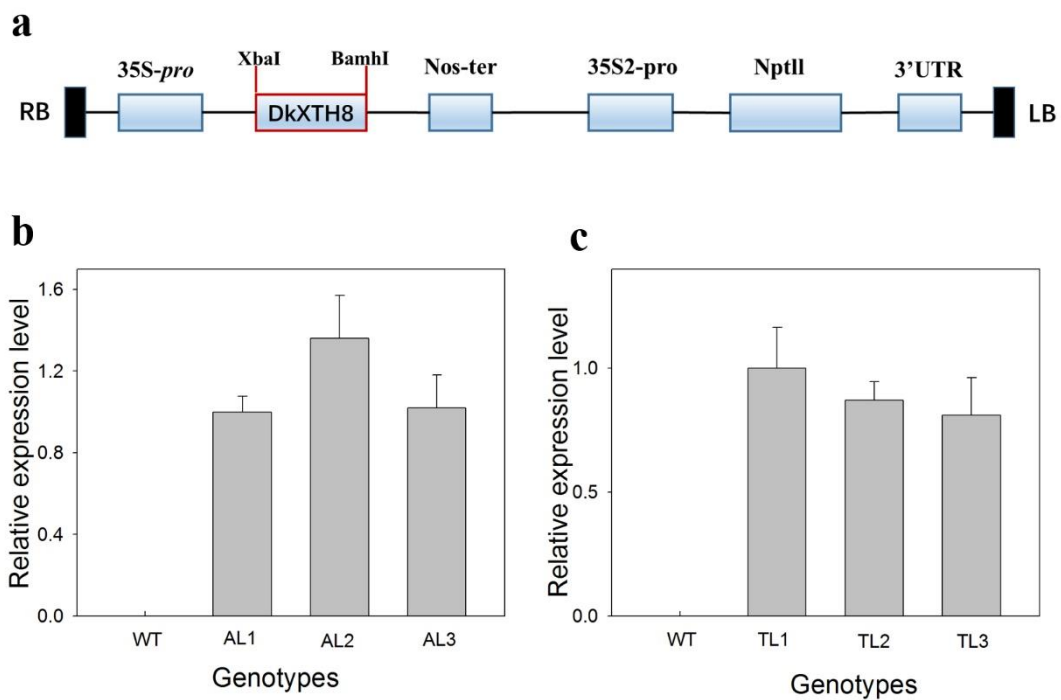 a
35S-pro XbaI BamhI Nos-ter 35S2-pro Nptll 3'UTR
RB DkXTH8 LB
b
Relative expression level
1.6
1.2
0.8
0.4
0.0
WT AL1 AL2 AL3
Genotypes
c
Relative expression level
1.0
0.5
0.0
WT TL1 TL2 TL3
Genotypes